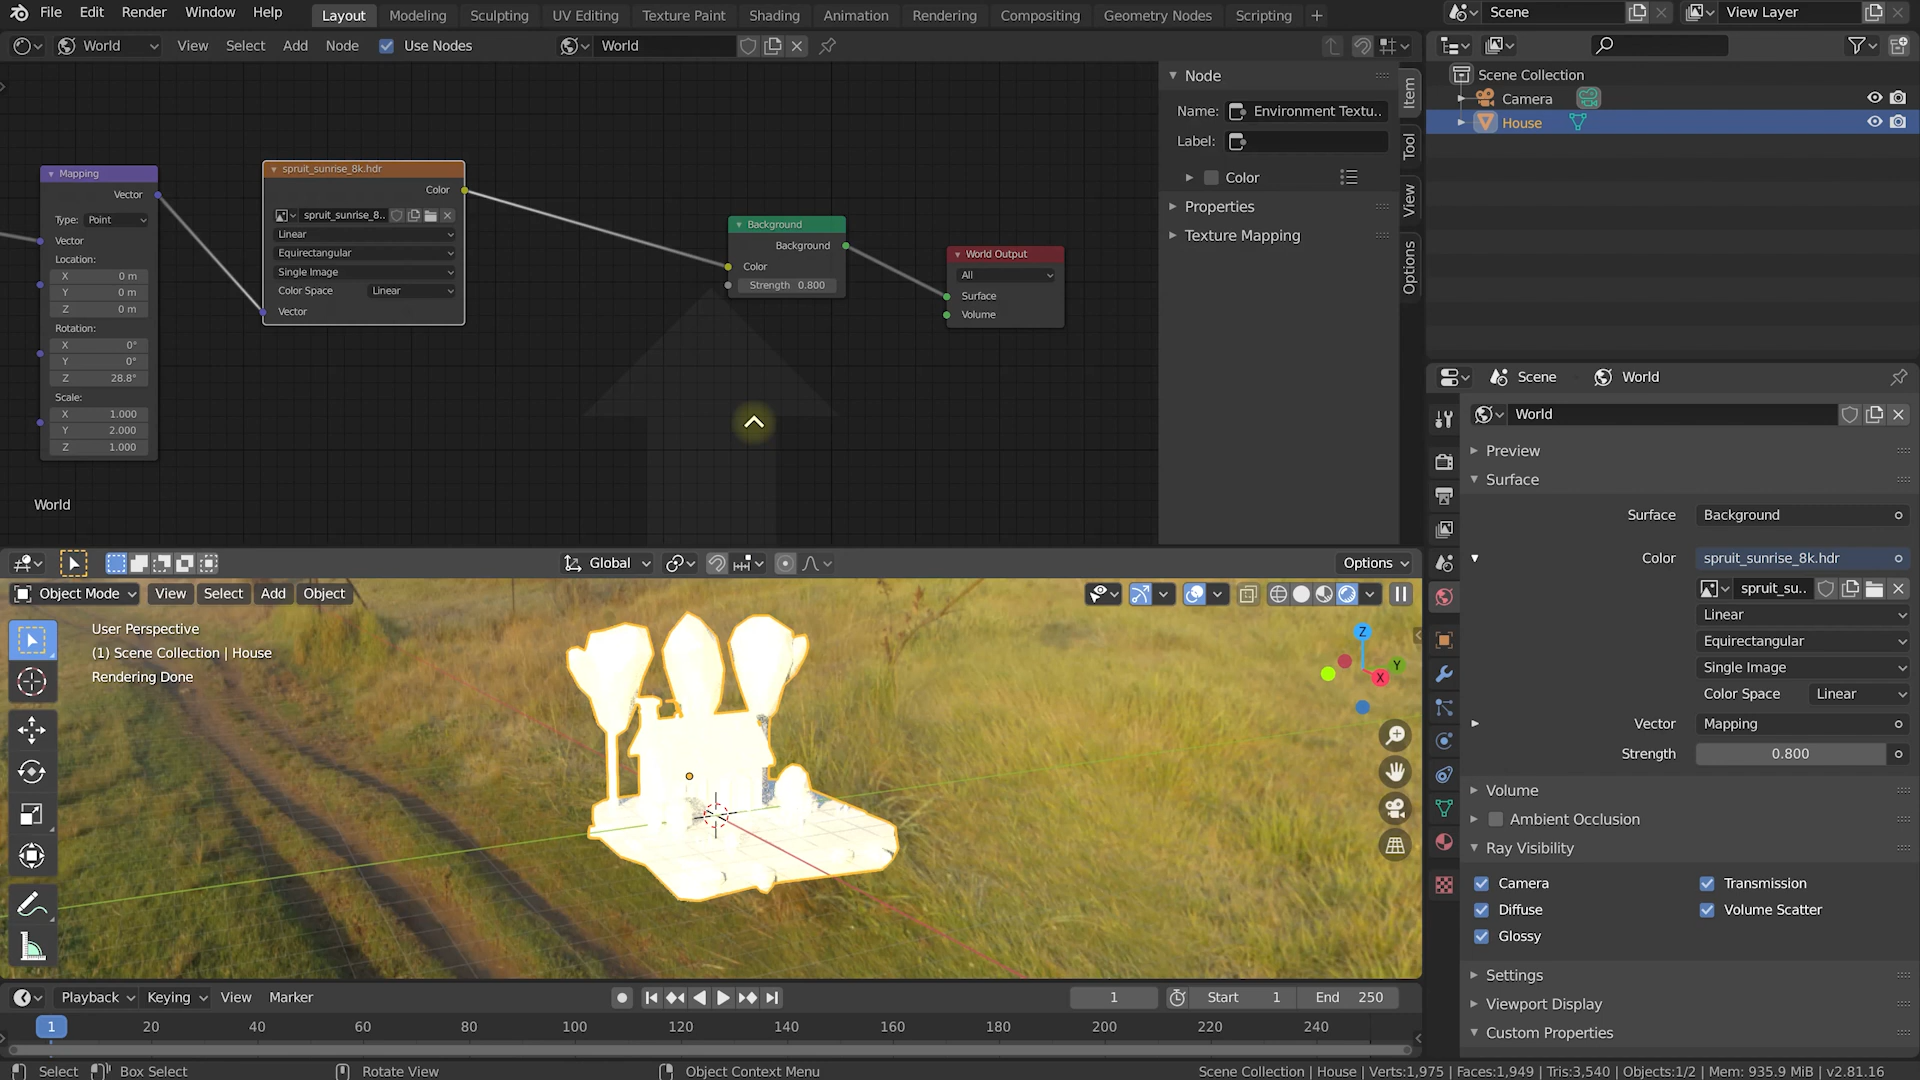 File Edit Render Window Help Layout Modeling Sculpting UV Editing Texture Paint Shading Animation Rendering Compositing Geometry Nodes Scripting + Scene View Layer
World View Select Add Node Use Nodes World
Node
Name: Environment Textu..
Label:
Color
Properties
Texture Mapping
Item
Tool
View
Options
Mapping
Vector
Type: Point
Vector
Location:
X 0 m
Y 0 m
Z 0 m
Rotation:
X 0°
Y 0°
Z 28.8°
Scale:
X 1.000
Y 2.000
Z 1.000
spruit_sunrise_8k.hdr
Color
spruit_sunrise_8..
Linear
Equirectangular
Single Image
Color Space Linear
Vector
Background
Background
Color
Strength 0.800
World Output
All
Surface
Volume
World
Scene Collection
Camera
House
Scene World
World
Preview
Surface
Surface Background
Color spruit_sunrise_8k.hdr
spruit_su..
Linear
Equirectangular
Single Image
Color Space Linear
Vector Mapping
Strength 0.800
Volume
Ambient Occlusion
Ray Visibility
Camera Transmission
Diffuse Volume Scatter
Glossy
Settings
Viewport Display
Custom Properties
Global Options
Object Mode View Select Add Object
User Perspective
(1) Scene Collection | House
Rendering Done
Z
Y
X
Playback Keying View Marker 1 Start 1 End 250
1 20 40 60 80 100 120 140 160 180 200 220 240
Select Box Select Rotate View Object Context Menu Scene Collection | House | Verts:1,975 | Faces:1,949 | Tris:3,540 | Objects:1/2 | Mem: 935.9 MiB | v2.81.16